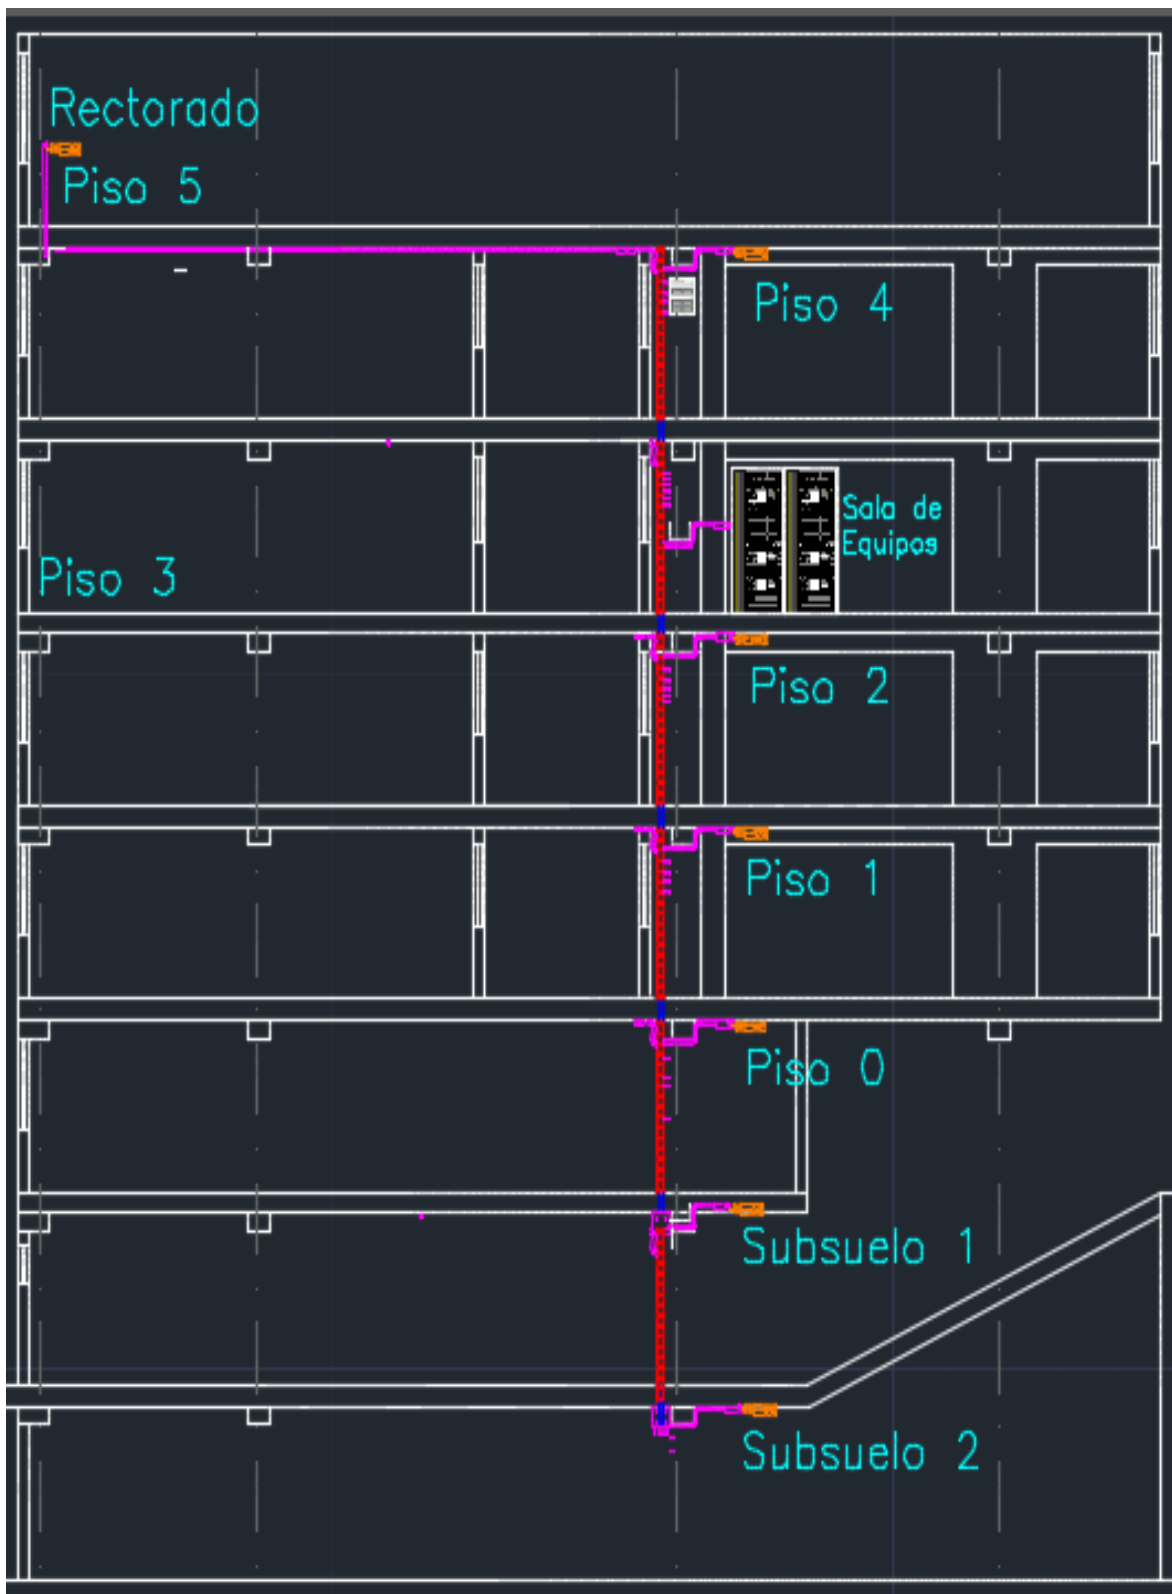 Rectorado
Piso 5
Piso 4
Sala de
Equipos
Piso 3
Piso 2
Piso 1
Piso 0
Subsuelo 1
Subsuelo 2